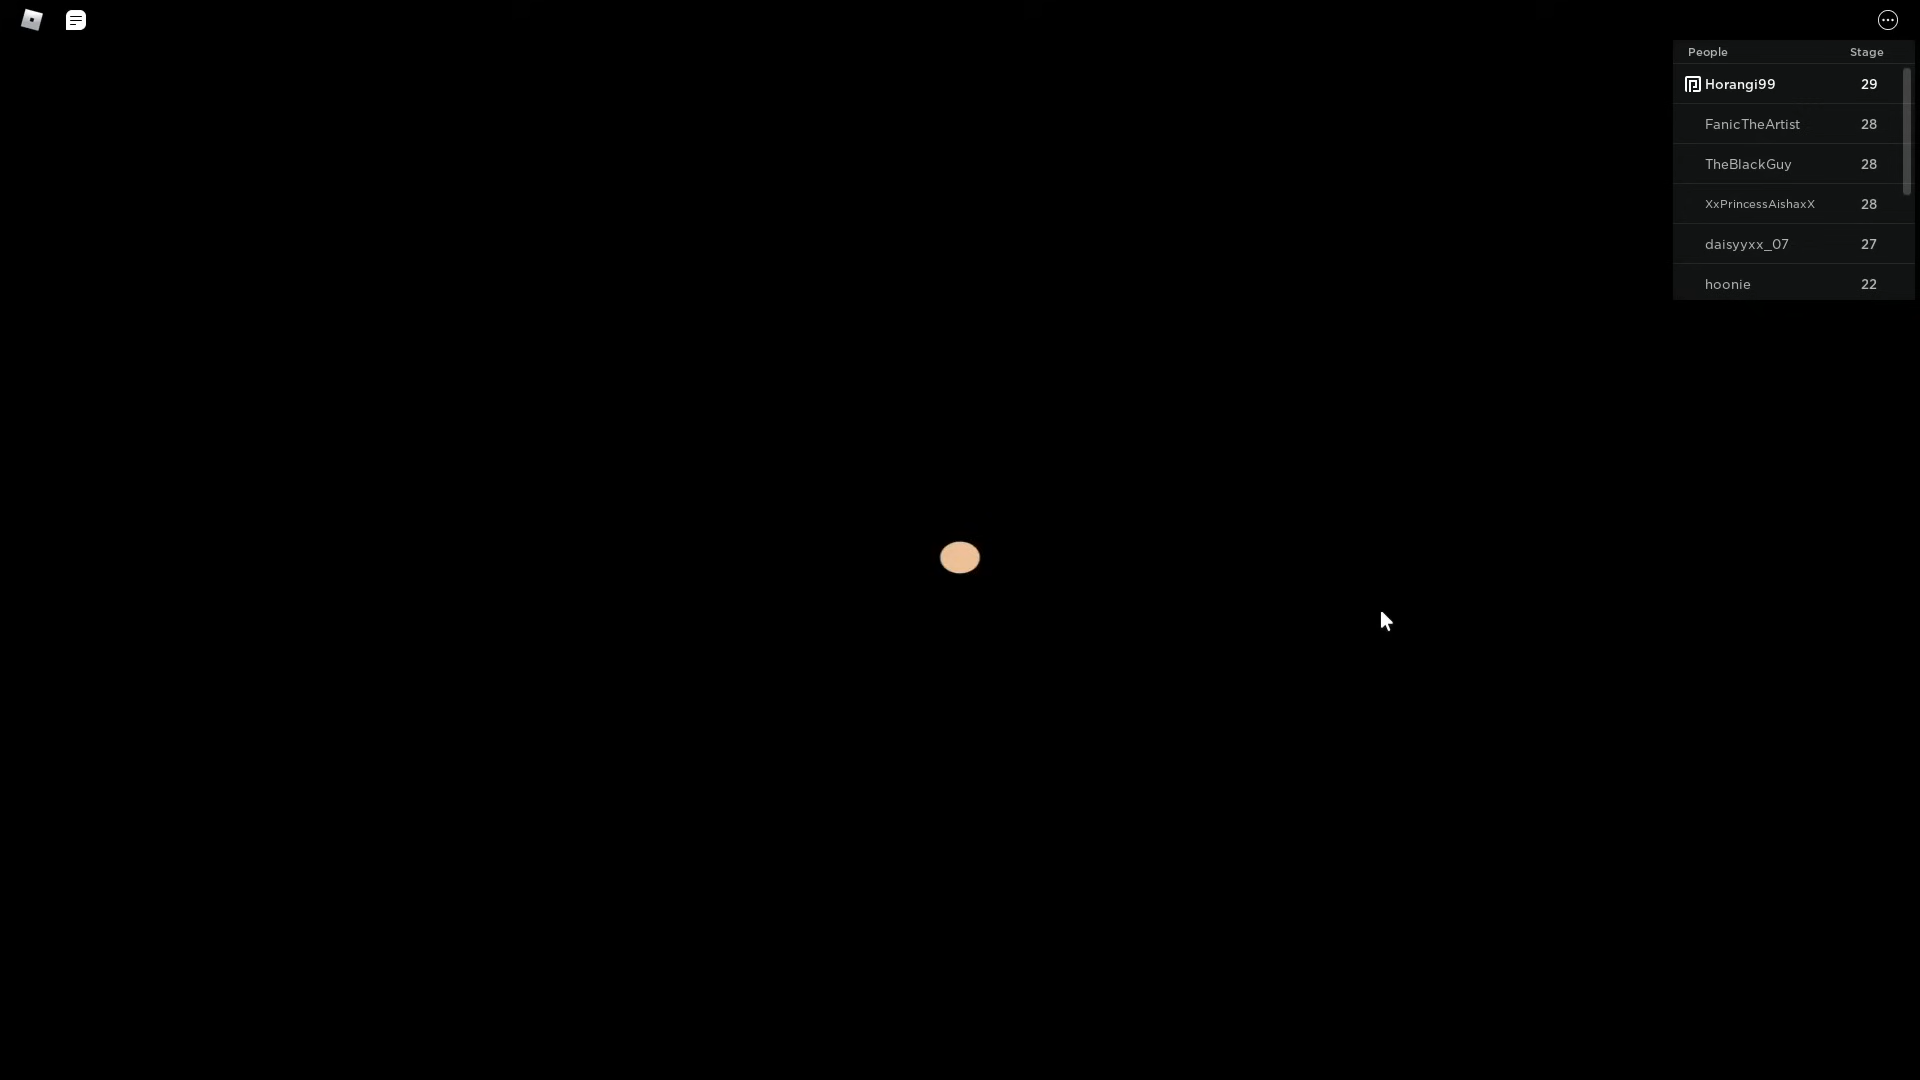 People Stage
Horangi99 29
FanicTheArtist 28
TheBlackGuy 28
XxPrincessAishaxX 28
daisyyxx_07 27
hoonie 22